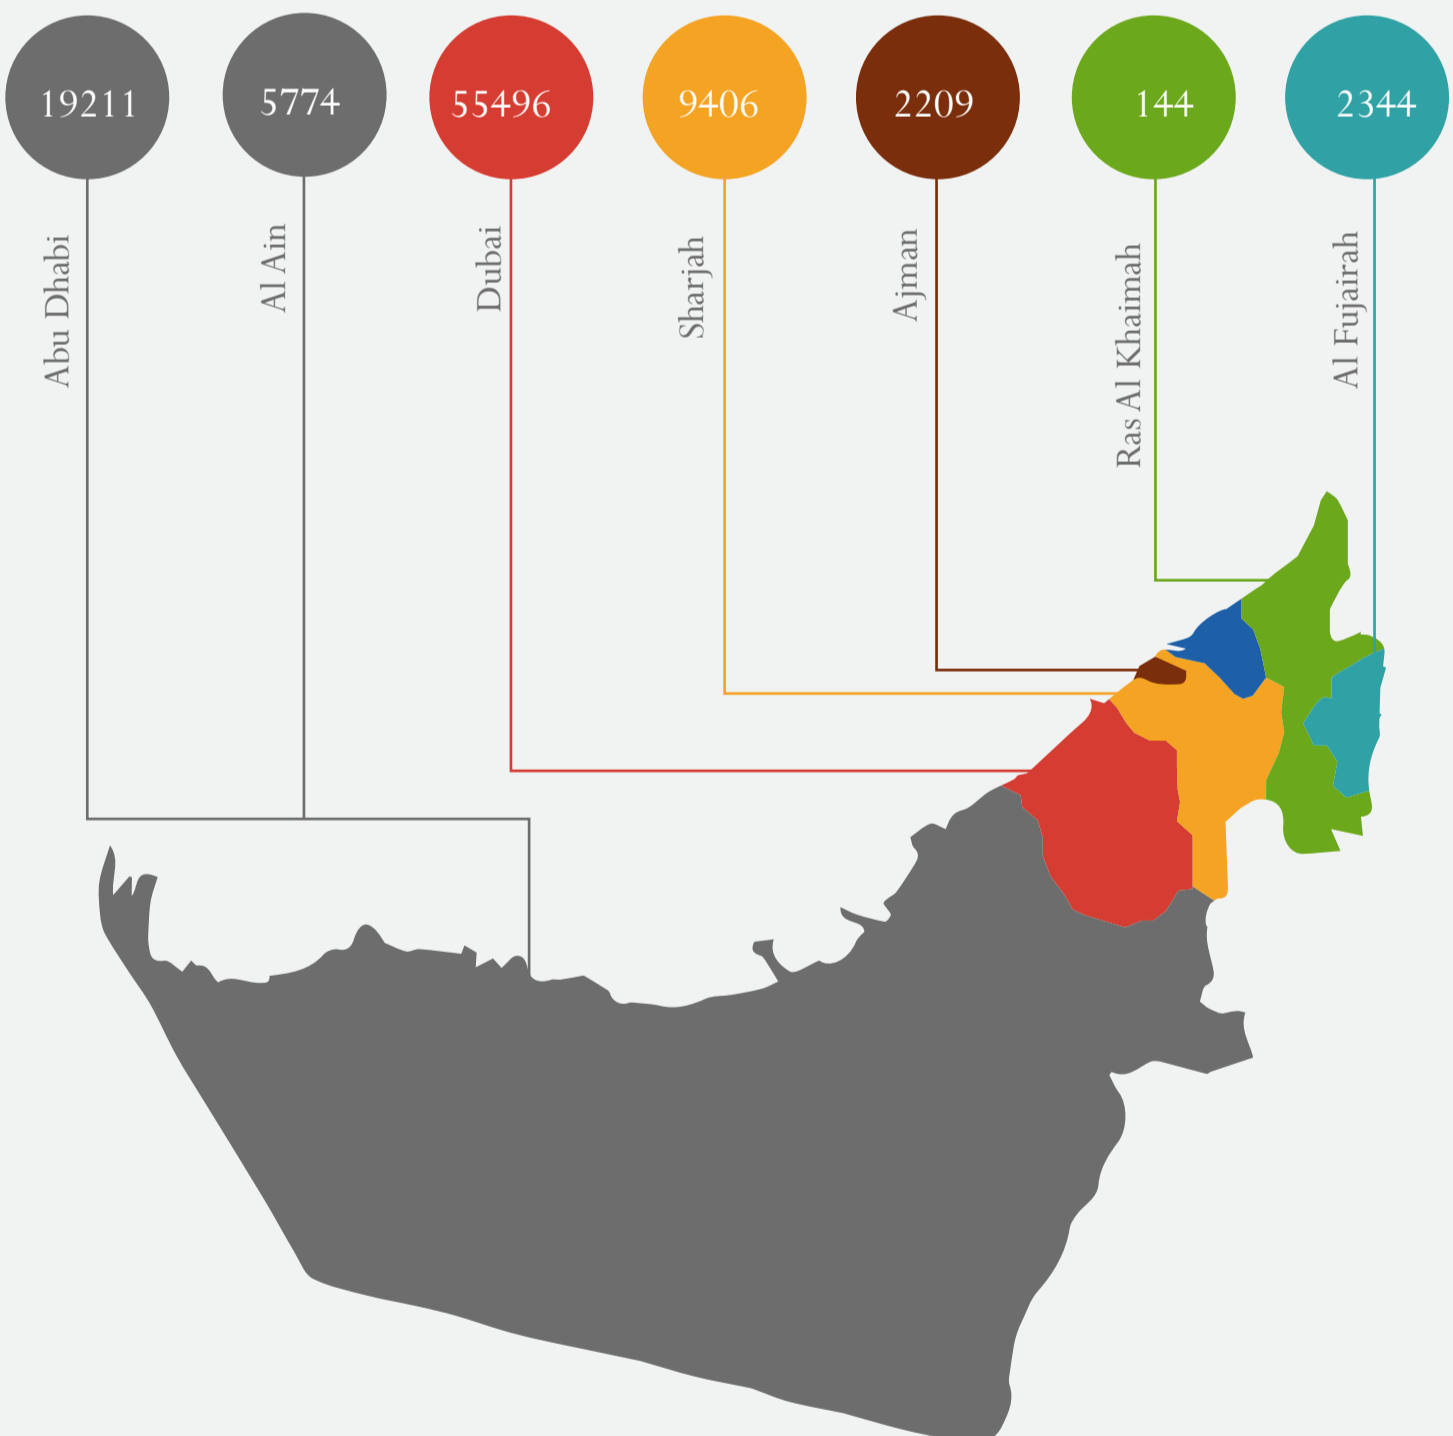 19211
5774
55496
9406
2209
144
2344
Abu Dhabi
Al Ain
Dubai
Sharjah
Ajman
Ras Al Khaimah
Al Fujairah